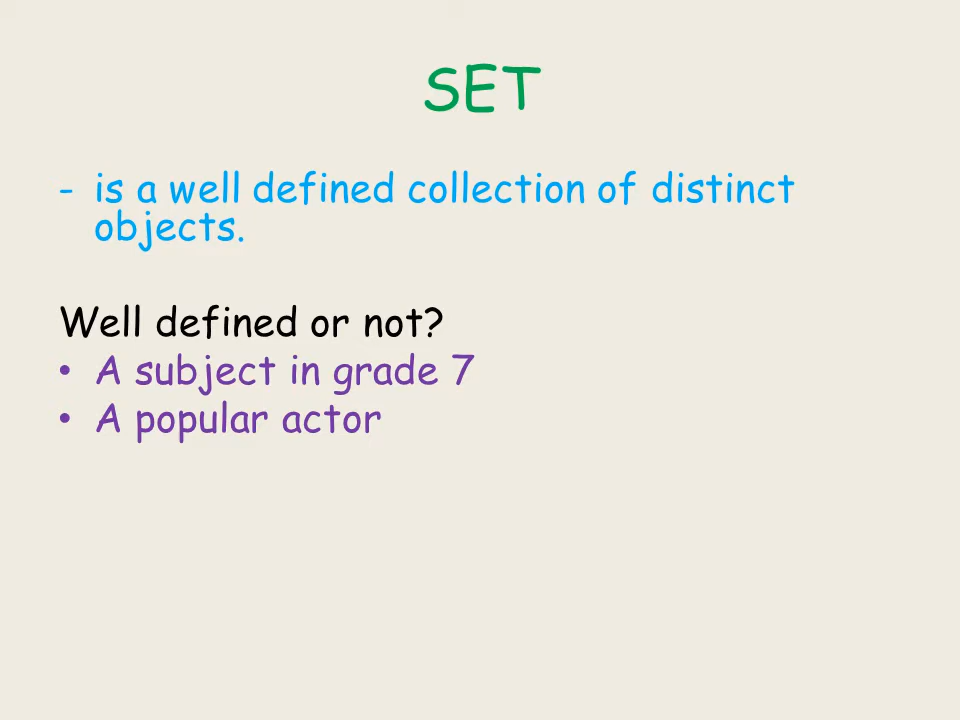 SET
- is a well defined collection of distinct
objects.
Well defined or not?
• A subject in grade 7
• A popular actor